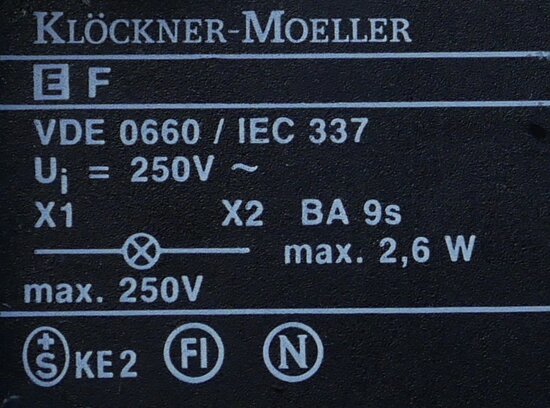 KLÖCKNER-MOELLER
E F
VDE 0660 / IEC 337
Ui = 250V ~
X1 X2 BA 9s
max. 2,6 W
max. 250V
+S KE2 FI N